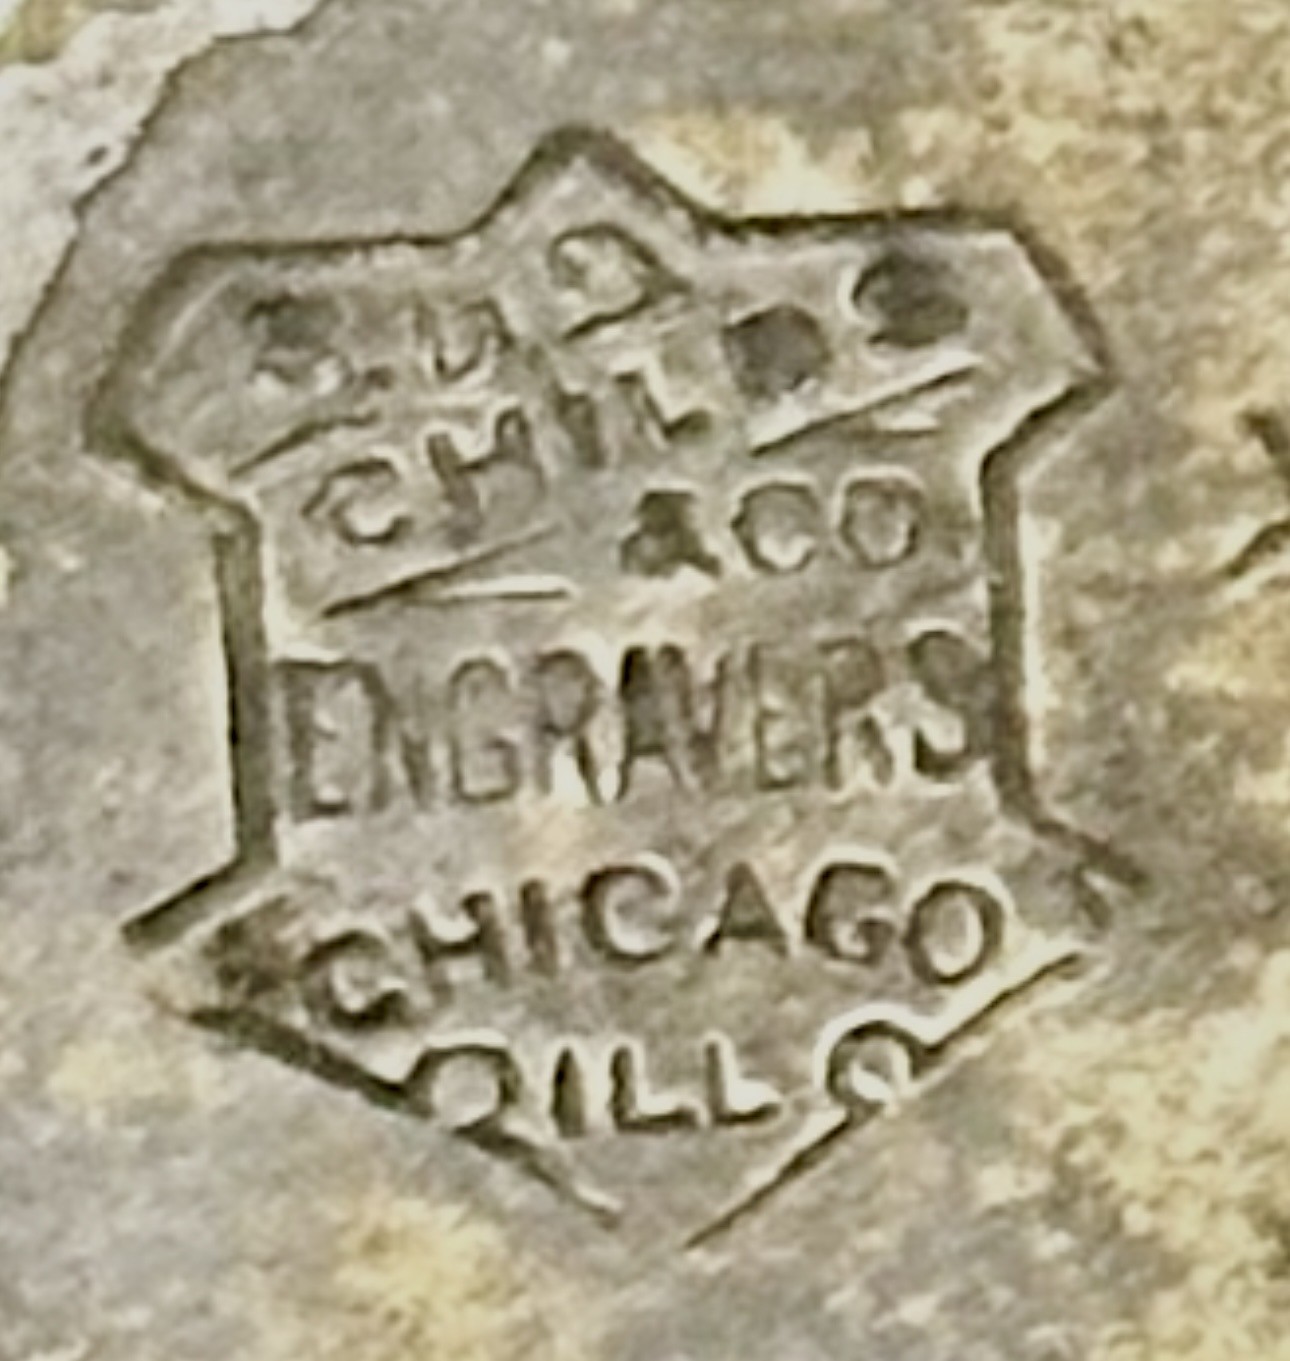 S.D.
CHILDS
& CO
ENGRAVERS
CHICAGO
ILL